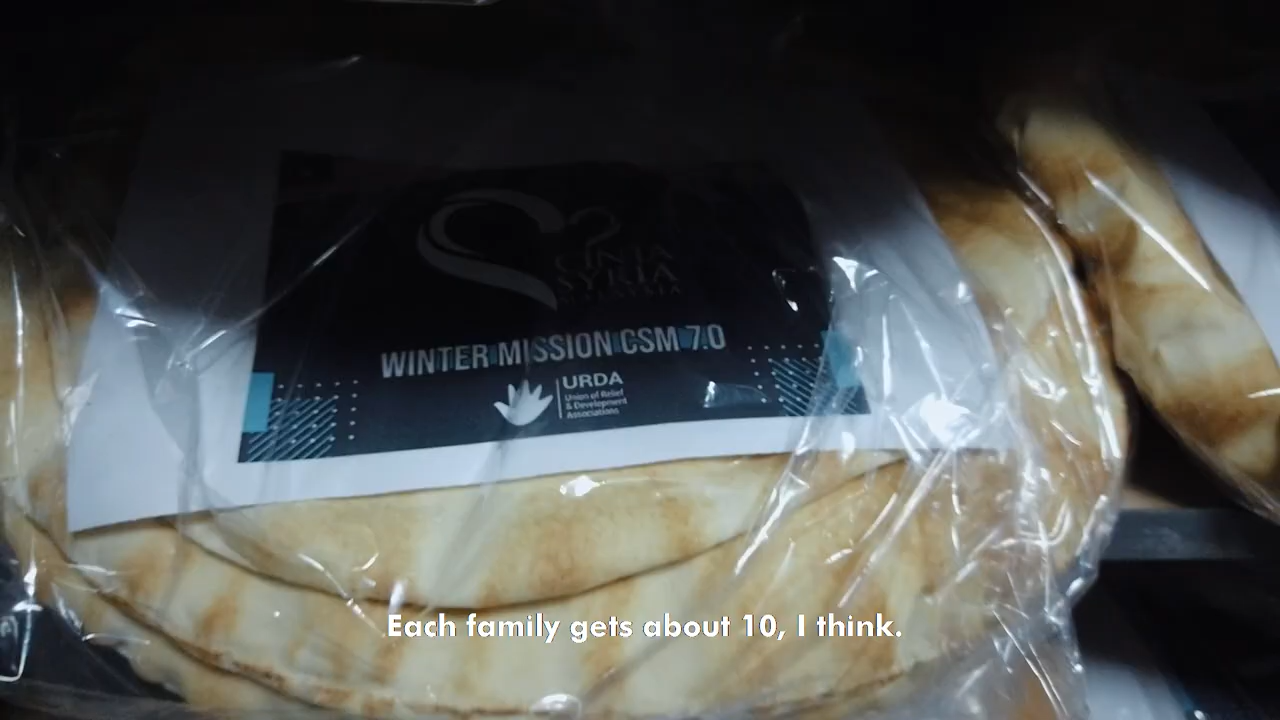 CINTA
SYRIA
MALAYSIA
WINTER MISSION CSM 7.0
URDA
Union of Relief
& Development
Associations
Each family gets about 10, I think.